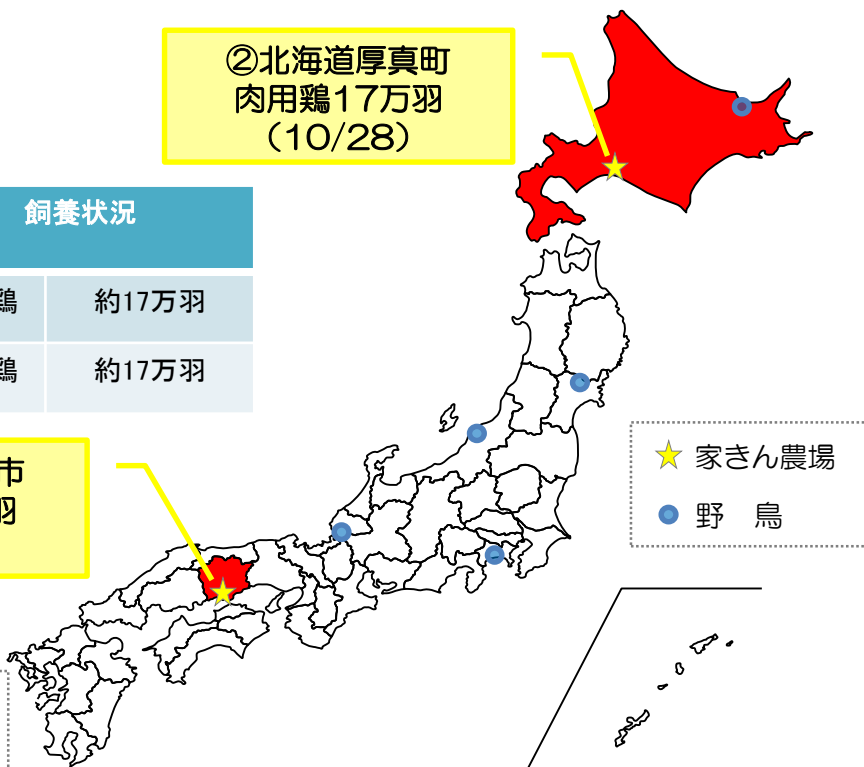 ②北海道厚真町
肉用鶏17万羽
（10/28）
飼養状況
鶏 約17万羽
鶏 約17万羽
市
羽
家きん農場
野　鳥